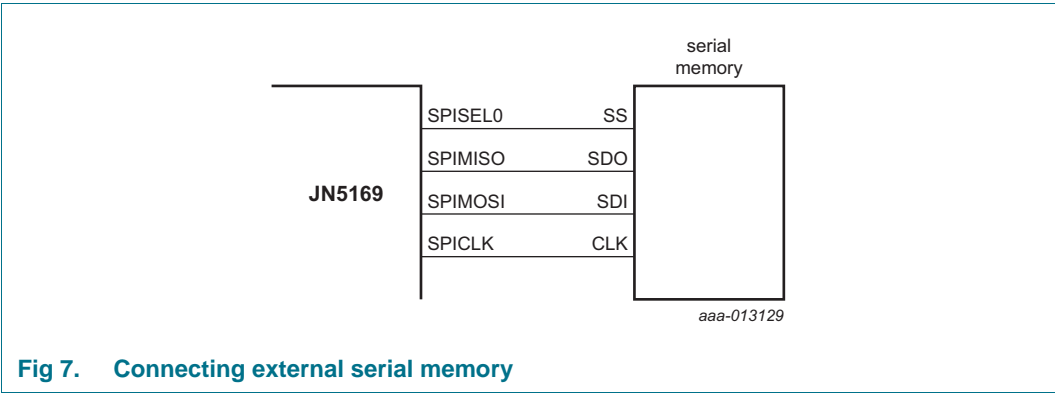 serial
memory
SPISEL0 SS
SPIMISO SDO
JN5169
SPIMOSI SDI
SPICLK CLK
aaa-013129
Fig 7. Connecting external serial memory